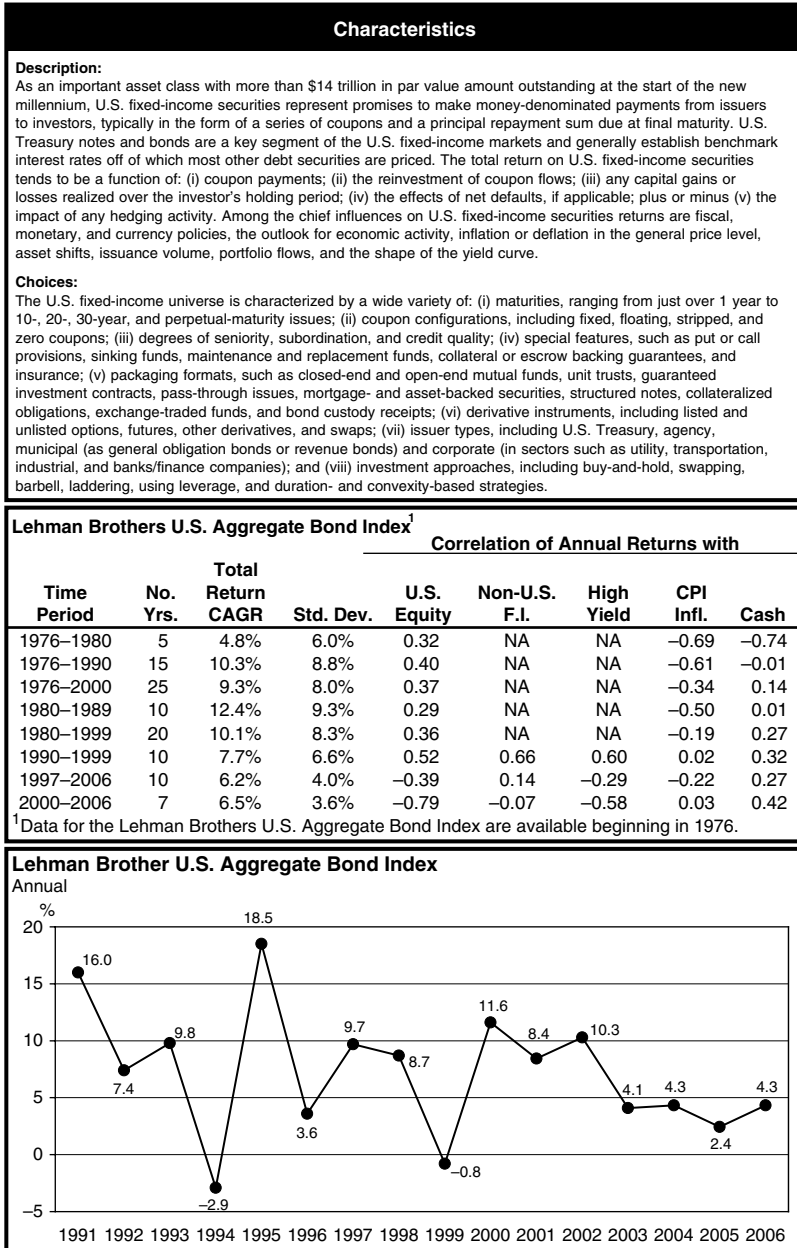 Characteristics
Description:
As an important asset class with more than $14 trillion in par value amount outstanding at the start of the new
millennium, U.S. fixed-income securities represent promises to make money-denominated payments from issuers
to investors, typically in the form of a series of coupons and a principal repayment sum due at final maturity. U.S.
Treasury notes and bonds are a key segment of the U.S. fixed-income markets and generally establish benchmark
interest rates off of which most other debt securities are priced. The total return on U.S. fixed-income securities
tends to be a function of: (i) coupon payments; (ii) the reinvestment of coupon flows; (iii) any capital gains or
losses realized over the investor's holding period; (iv) the effects of net defaults, if applicable; plus or minus (v) the
impact of any hedging activity. Among the chief influences on U.S. fixed-income securities returns are fiscal,
monetary, and currency policies, the outlook for economic activity, inflation or deflation in the general price level,
asset shifts, issuance volume, portfolio flows, and the shape of the yield curve.
Choices:
The U.S. fixed-income universe is characterized by a wide variety of: (i) maturities, ranging from just over 1 year to
10-, 20-, 30-year, and perpetual-maturity issues; (ii) coupon configurations, including fixed, floating, stripped, and
zero coupons; (iii) degrees of seniority, subordination, and credit quality; (iv) special features, such as put or call
provisions, sinking funds, maintenance and replacement funds, collateral or escrow backing guarantees, and
insurance; (v) packaging formats, such as closed-end and open-end mutual funds, unit trusts, guaranteed
investment contracts, pass-through issues, mortgage- and asset-backed securities, structured notes, collateralized
obligations, exchange-traded funds, and bond custody receipts; (vi) derivative instruments, including listed and
unlisted options, futures, other derivatives, and swaps; (vii) issuer types, including U.S. Treasury, agency,
municipal (as general obligation bonds or revenue bonds) and corporate (in sectors such as utility, transportation,
industrial, and banks/finance companies); and (viii) investment approaches, including buy-and-hold, swapping,
barbell, laddering, using leverage, and duration- and convexity-based strategies.
Lehman Brothers U.S. Aggregate Bond Index1
Correlation of Annual Returns with
Total
Time No. Return U.S. Non-U.S. High CPI
Period Yrs. CAGR Std. Dev. Equity F.I. Yield Infl. Cash
1976–1980 5 4.8% 6.0% 0.32 NA NA –0.69 –0.74
1976–1990 15 10.3% 8.8% 0.40 NA NA –0.61 –0.01
1976–2000 25 9.3% 8.0% 0.37 NA NA –0.34 0.14
1980–1989 10 12.4% 9.3% 0.29 NA NA –0.50 0.01
1980–1999 20 10.1% 8.3% 0.36 NA NA –0.19 0.27
1990–1999 10 7.7% 6.6% 0.52 0.66 0.60 0.02 0.32
1997–2006 10 6.2% 4.0% –0.39 0.14 –0.29 –0.22 0.27
2000–2006 7 6.5% 3.6% –0.79 –0.07 –0.58 0.03 0.42
1Data for the Lehman Brothers U.S. Aggregate Bond Index are available beginning in 1976.
Lehman Brother U.S. Aggregate Bond Index
Annual
%
20
15
10
5
0
–5
16.0
7.4
9.8
–2.9
18.5
3.6
9.7
8.7
–0.8
11.6
8.4
10.3
4.1
4.3
2.4
4.3
1991 1992 1993 1994 1995 1996 1997 1998 1999 2000 2001 2002 2003 2004 2005 2006